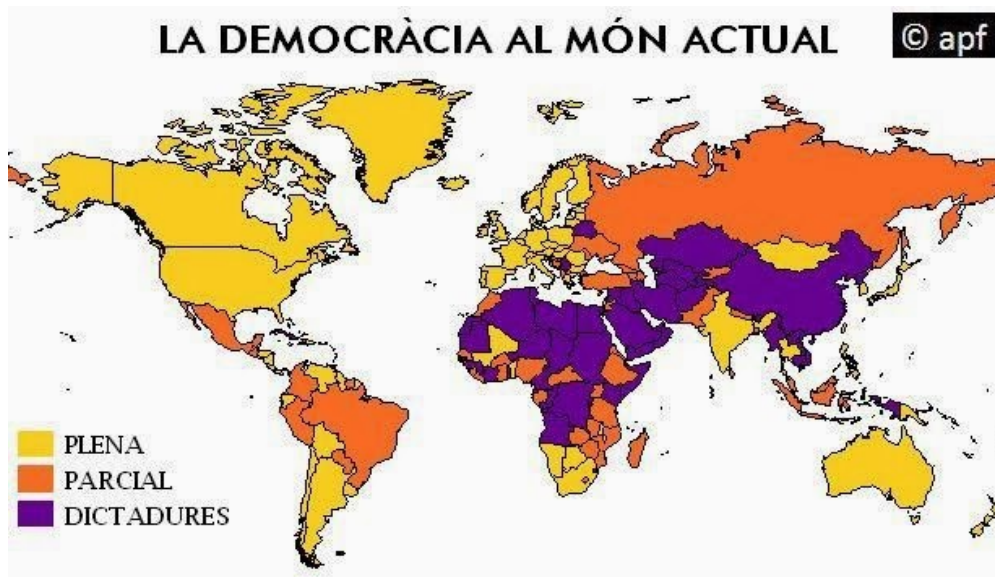 LA DEMOCRÀCIA AL MÓN ACTUAL
© apf
PLENA
PARCIAL
DICTADURES